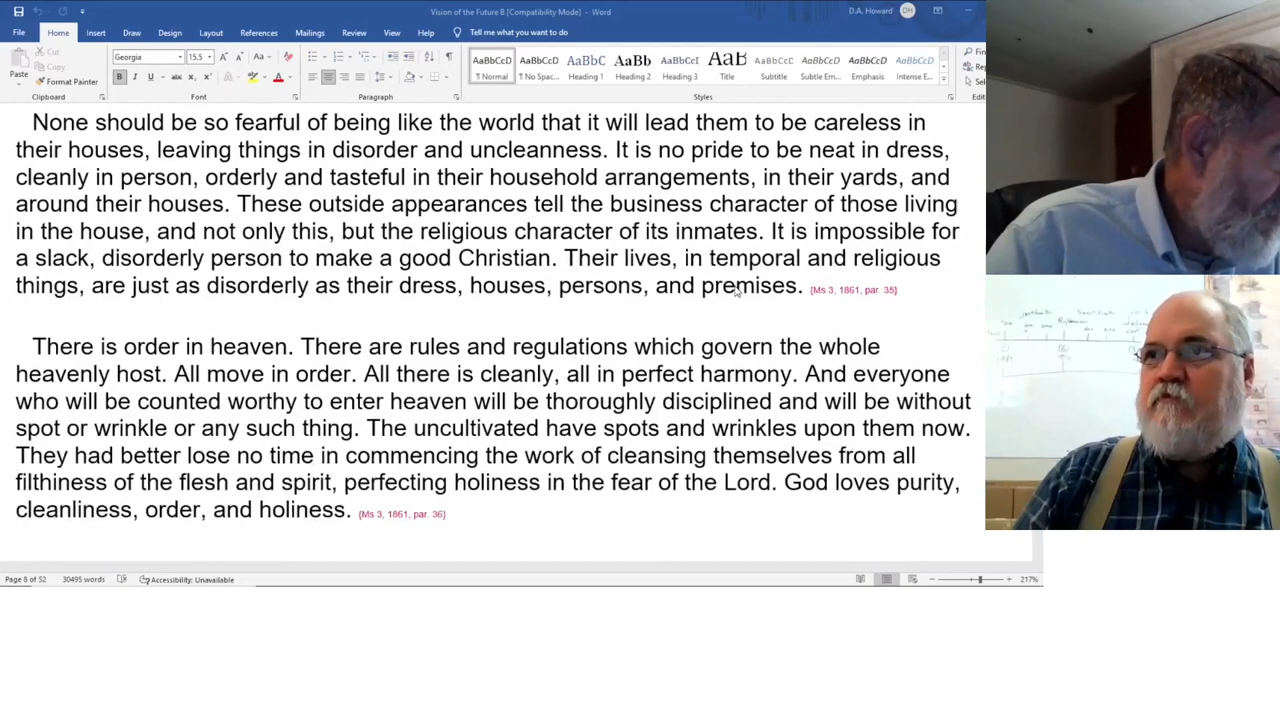 Vision of the Future 8 [Compatibility Mode] - Word
D.A. Howard DH
File Home Insert Draw Design Layout References Mailings Review View Help Tell me what you want to do
Paste
Cut
Copy
Format Painter
Georgia 15.5
AaBbCcD AaBbCcD AaBbC AaBb AaBbCcI AaB AaBbCcD AaBbCcD AaBbCcD AaBbCcD
¶ Normal ¶ No Spac... Heading 1 Heading 2 Heading 3 Title Subtitle Subtle Em... Emphasis Intense E...
Clipboard Font Paragraph Styles
None should be so fearful of being like the world that it will lead them to be careless in
their houses, leaving things in disorder and uncleanness. It is no pride to be neat in dress,
cleanly in person, orderly and tasteful in their household arrangements, in their yards, and
around their houses. These outside appearances tell the business character of those living
in the house, and not only this, but the religious character of its inmates. It is impossible for
a slack, disorderly person to make a good Christian. Their lives, in temporal and religious
things, are just as disorderly as their dress, houses, persons, and premises. {Ms 3, 1861, par. 35}
There is order in heaven. There are rules and regulations which govern the whole
heavenly host. All move in order. All there is cleanly, all in perfect harmony. And everyone
who will be counted worthy to enter heaven will be thoroughly disciplined and will be without
spot or wrinkle or any such thing. The uncultivated have spots and wrinkles upon them now.
They had better lose no time in commencing the work of cleansing themselves from all
filthiness of the flesh and spirit, perfecting holiness in the fear of the Lord. God loves purity,
cleanliness, order, and holiness. {Ms 3, 1861, par. 36}
Page 8 of 52 30495 words Accessibility: Unavailable 217%